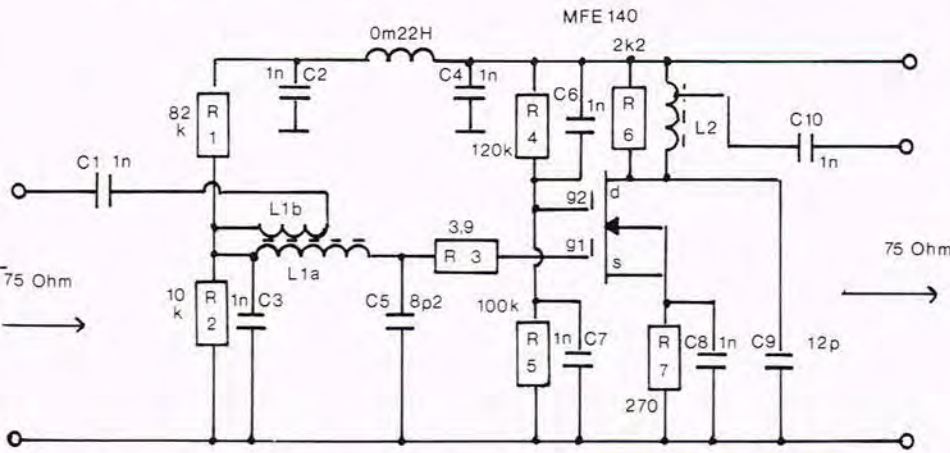 MFE 140
0m22H
2k2
1n C2
C4 1n
C6
1n
82
k
R
1
R
4
120k
R
6
L2
C10
1n
C1 1n
L1b
g2
d
3,9
R 3
g1
s
L1a
75 Ohm
75 Ohm
10
k
R
2
1n
C3
C5
8p2
100k
R
5
1n
C7
R
7
C8
1n
C9
12p
270